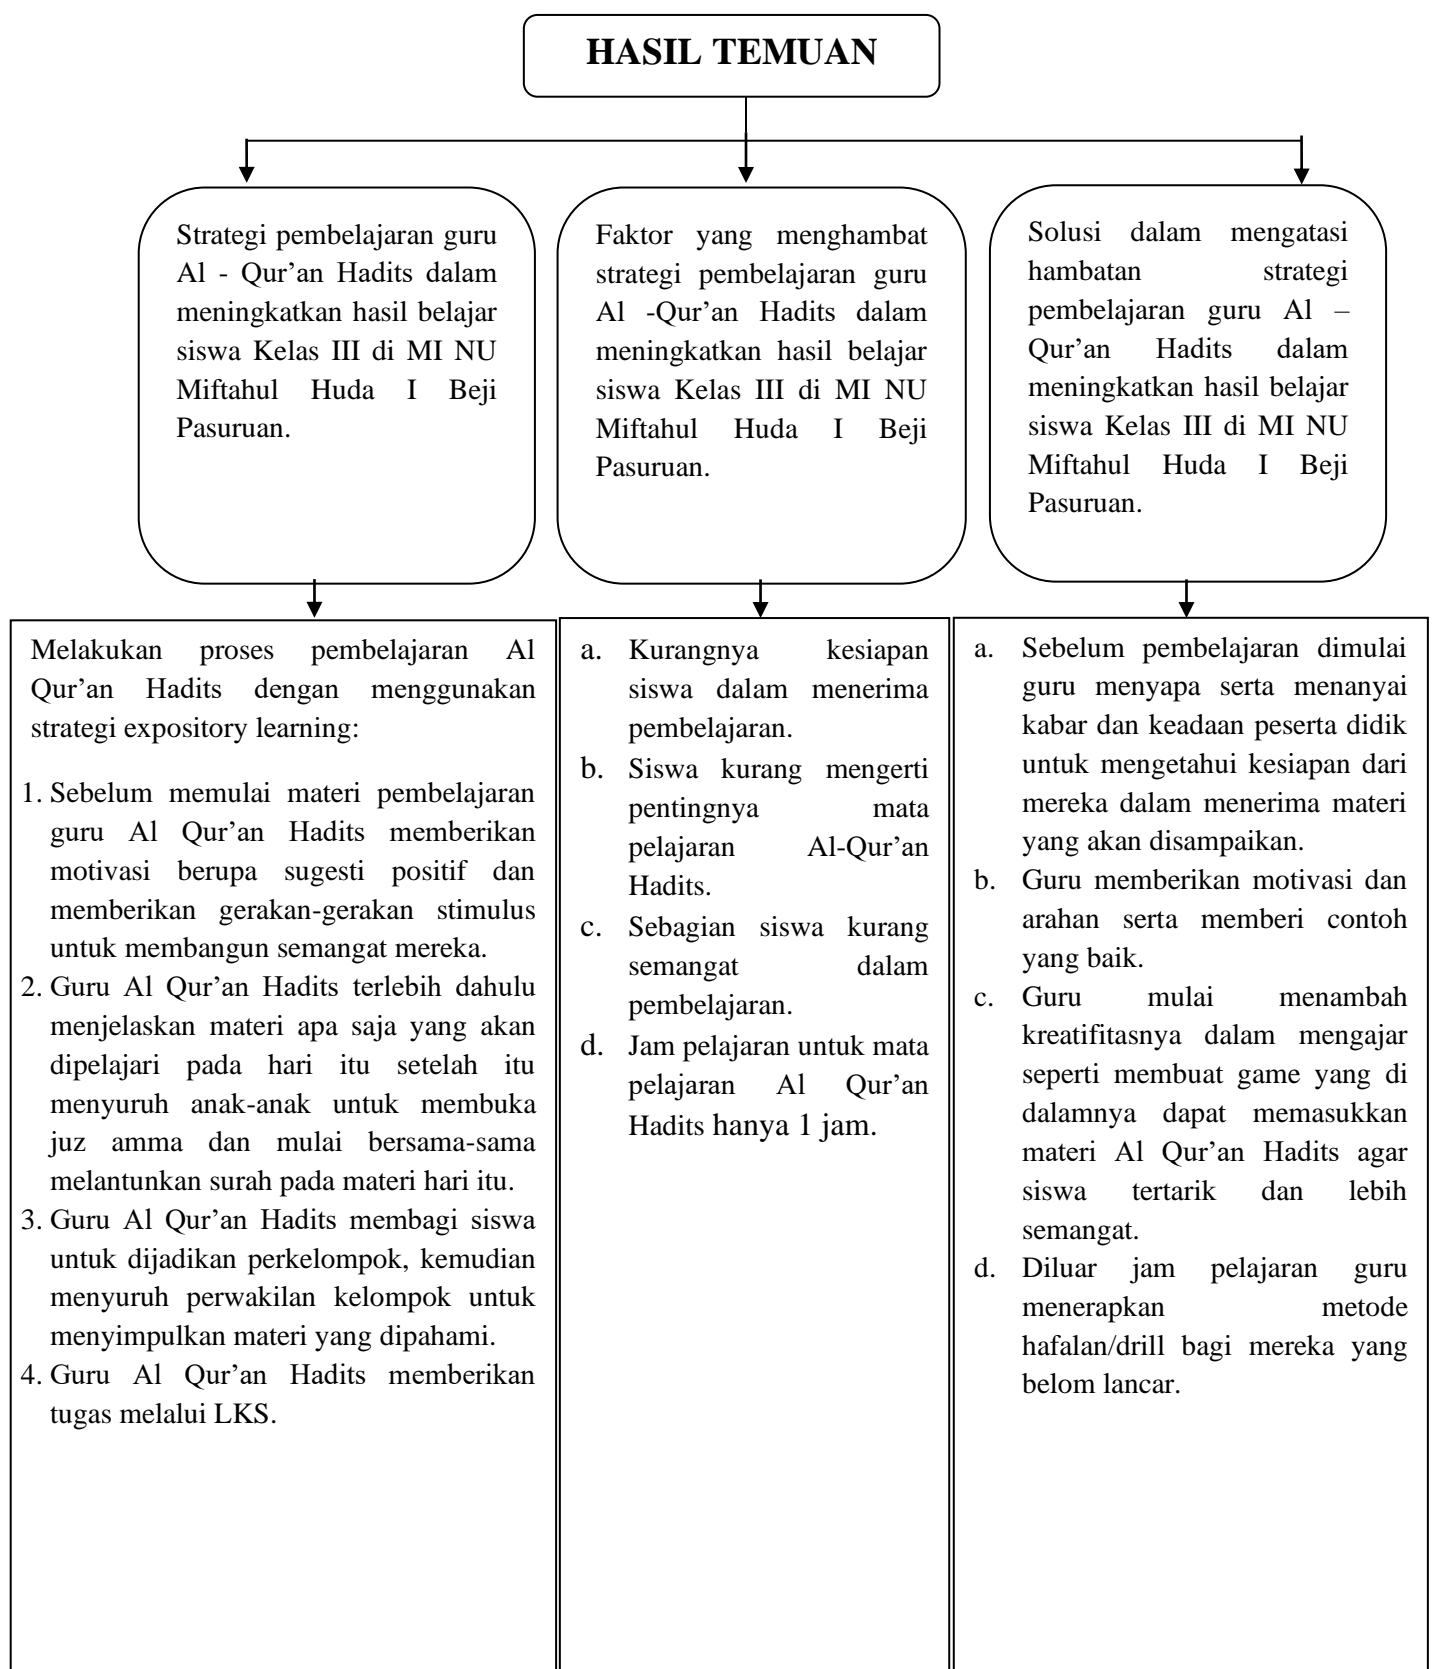 HASIL TEMUAN
Strategi pembelajaran guru
Al - Qur’an Hadits dalam
meningkatkan hasil belajar
siswa Kelas III di MI NU
Miftahul Huda I Beji
Pasuruan.
Faktor yang menghambat
strategi pembelajaran guru
Al -Qur’an Hadits dalam
meningkatkan hasil belajar
siswa Kelas III di MI NU
Miftahul Huda I Beji
Pasuruan.
Solusi dalam mengatasi
hambatan strategi
pembelajaran guru Al –
Qur’an Hadits dalam
meningkatkan hasil belajar
siswa Kelas III di MI NU
Miftahul Huda I Beji
Pasuruan.
Melakukan proses pembelajaran Al
Qur’an Hadits dengan menggunakan
strategi expository learning:
1. Sebelum memulai materi pembelajaran
guru Al Qur’an Hadits memberikan
motivasi berupa sugesti positif dan
memberikan gerakan-gerakan stimulus
untuk membangun semangat mereka.
2. Guru Al Qur’an Hadits terlebih dahulu
menjelaskan materi apa saja yang akan
dipelajari pada hari itu setelah itu
menyuruh anak-anak untuk membuka
juz amma dan mulai bersama-sama
melantunkan surah pada materi hari itu.
3. Guru Al Qur’an Hadits membagi siswa
untuk dijadikan perkelompok, kemudian
menyuruh perwakilan kelompok untuk
menyimpulkan materi yang dipahami.
4. Guru Al Qur’an Hadits memberikan
tugas melalui LKS.
a. Kurangnya kesiapan
siswa dalam menerima
pembelajaran.
b. Siswa kurang mengerti
pentingnya mata
pelajaran Al-Qur’an
Hadits.
c. Sebagian siswa kurang
semangat dalam
pembelajaran.
d. Jam pelajaran untuk mata
pelajaran Al Qur’an
Hadits hanya 1 jam.
a. Sebelum pembelajaran dimulai
guru menyapa serta menanyai
kabar dan keadaan peserta didik
untuk mengetahui kesiapan dari
mereka dalam menerima materi
yang akan disampaikan.
b. Guru memberikan motivasi dan
arahan serta memberi contoh
yang baik.
c. Guru mulai menambah
kreatifitasnya dalam mengajar
seperti membuat game yang di
dalamnya dapat memasukkan
materi Al Qur’an Hadits agar
siswa tertarik dan lebih
semangat.
d. Diluar jam pelajaran guru
menerapkan metode
hafalan/drill bagi mereka yang
belom lancar.